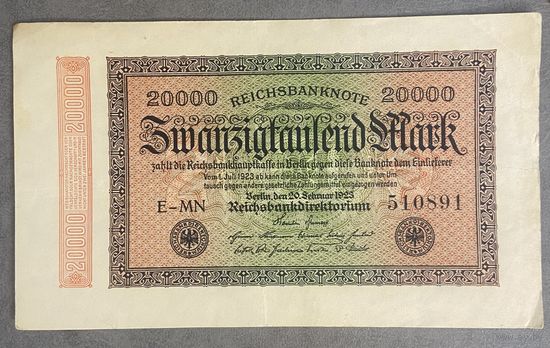 20000 REICHSBANKNOTE 20000
Zwanzigtausend Mark
zahlt die Reichsbankhauptkasse in Berlin gegen diese Banknote dem Einlieferer
Vom 1. Juli 1923 ab kann diese Banknote aufgerufen und unter Um-
tausch gegen andere gesetzliche Zahlungsmittel eingezogen werden
Berlin, den 20. Februar 1923
E-MN Reichsbankdirektorium 510891
20000
20000